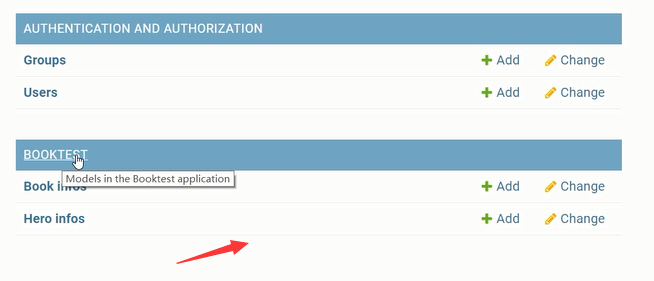 AUTHENTICATION AND AUTHORIZATION
Groups Add Change
Users Add Change
BOOKTEST
Models in the Booktest application
Book infos Add Change
Hero infos Add Change